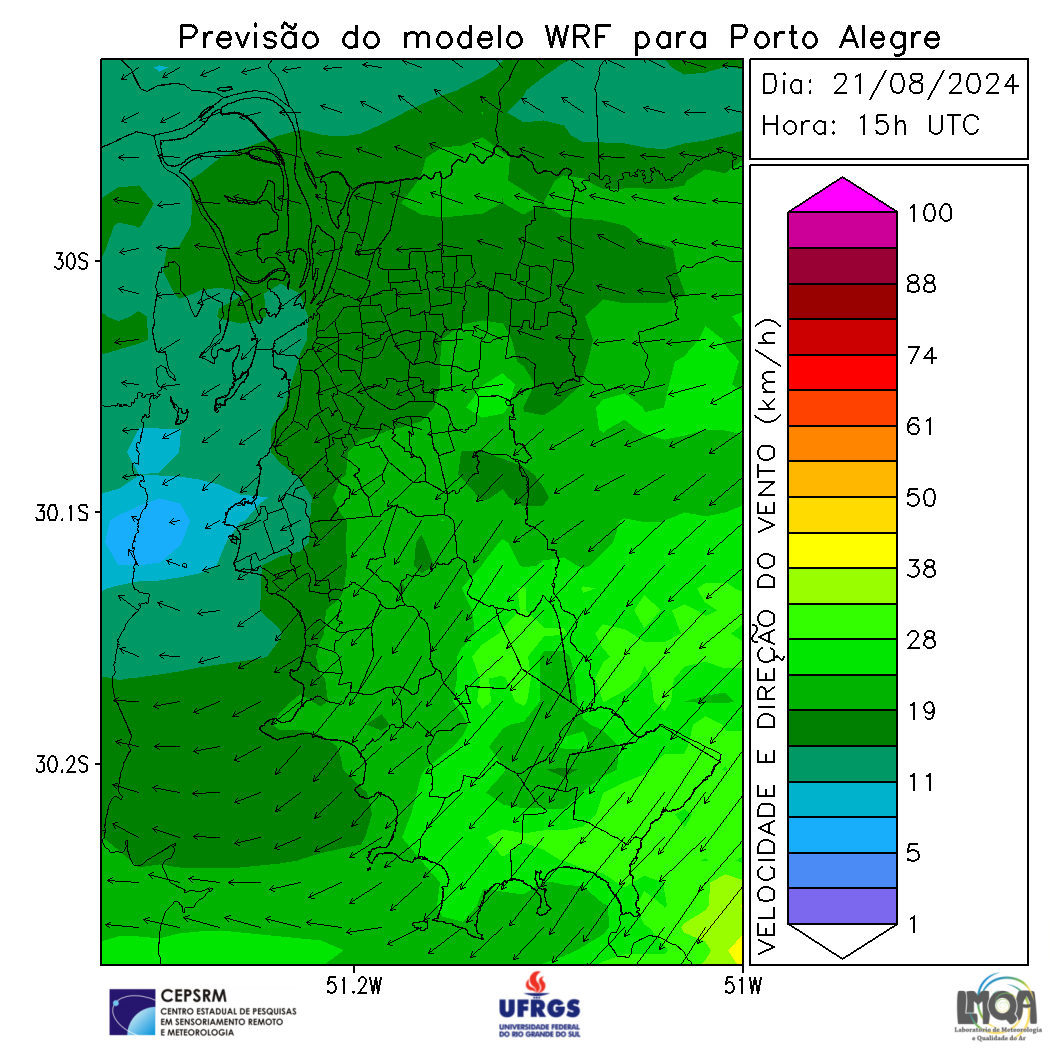 Previsão do modelo WRF para Porto Alegre
Dia: 21/08/2024
Hora: 15h UTC
100
88
74
61
50
38
28
19
11
5
1
VELOCIDADE E DIREÇÃO DO VENTO (km/h)
30S
30.1S
30.2S
51.2W
51W
CEPSRM
CENTRO ESTADUAL DE PESQUISAS
EM SENSORIAMENTO REMOTO
E METEOROLOGIA
UFRGS
UNIVERSIDADE FEDERAL
DO RIO GRANDE DO SUL
LMQA
Laboratório de Meteorologia
e Qualidade do Ar